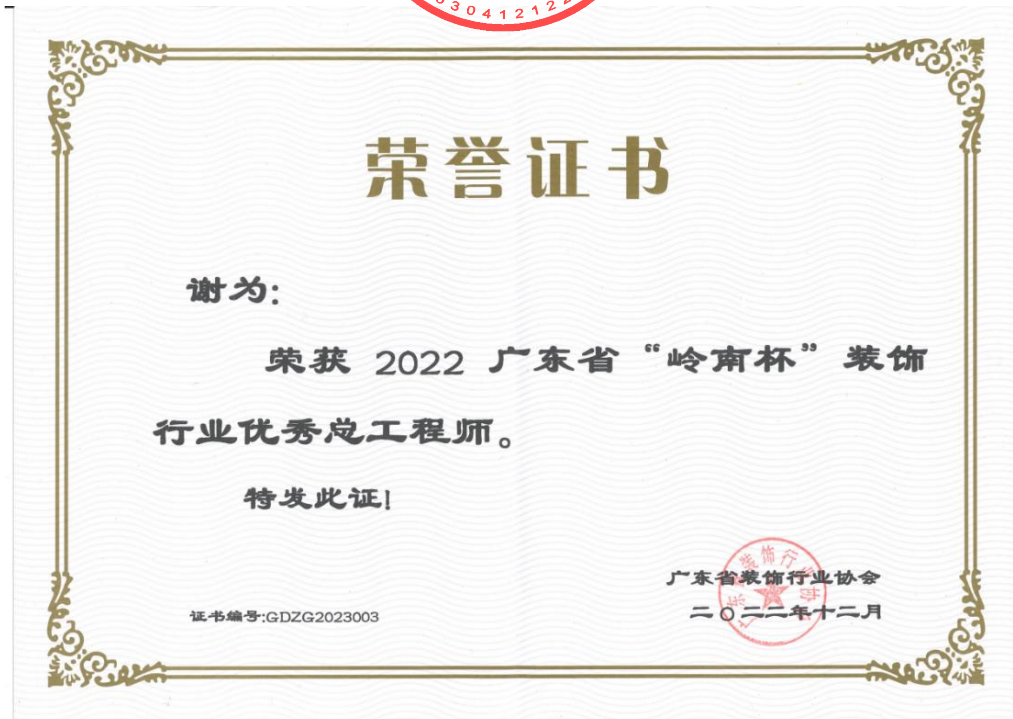 荣誉证书
谢为:
荣获 2022 广东省“岭南杯”装饰
行业优秀总工程师。
特发此证!
广东省装饰行业协会
二〇二二年十二月
证书编号:GDZG2023003